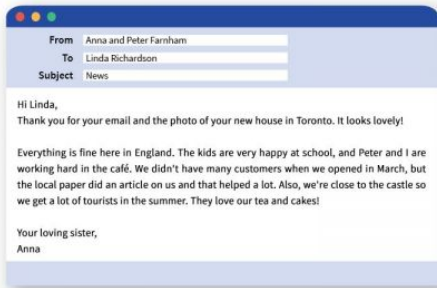 From Anna and Peter Farnham
To Linda Richardson
Subject News
Hi Linda,
Thank you for your email and the photo of your new house in Toronto. It looks lovely!
Everything is fine here in England. The kids are very happy at school, and Peter and I are
working hard in the café. We didn't have many customers when we opened in March, but
the local paper did an article on us and that helped a lot. Also, we're close to the castle so
we get a lot of tourists in the summer. They love our tea and cakes!
Your loving sister,
Anna